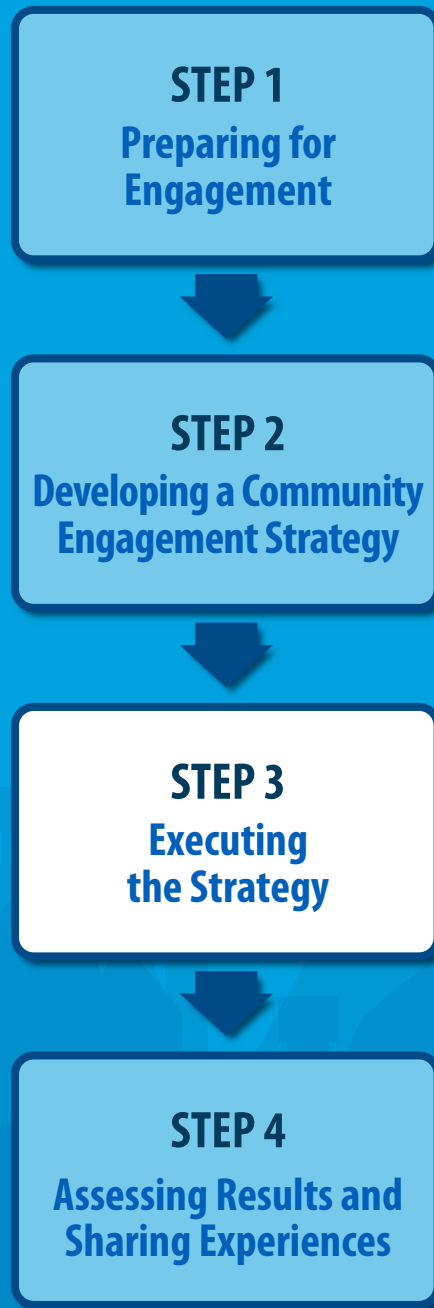 STEP 1
Preparing for
Engagement
STEP 2
Developing a Community
Engagement Strategy
STEP 3
Executing
the Strategy
STEP 4
Assessing Results and
Sharing Experiences